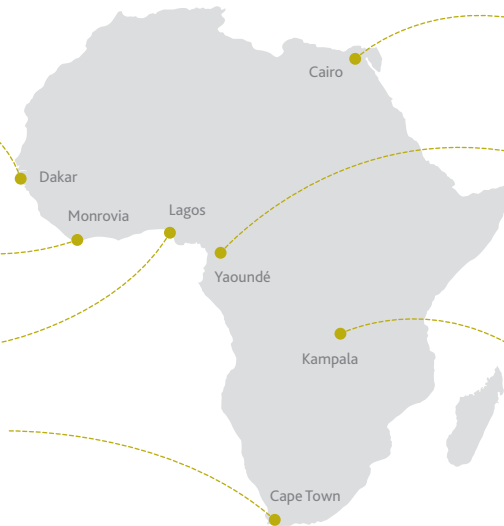 Cairo
Dakar
Lagos
Monrovia
Yaoundé
Kampala
Cape Town